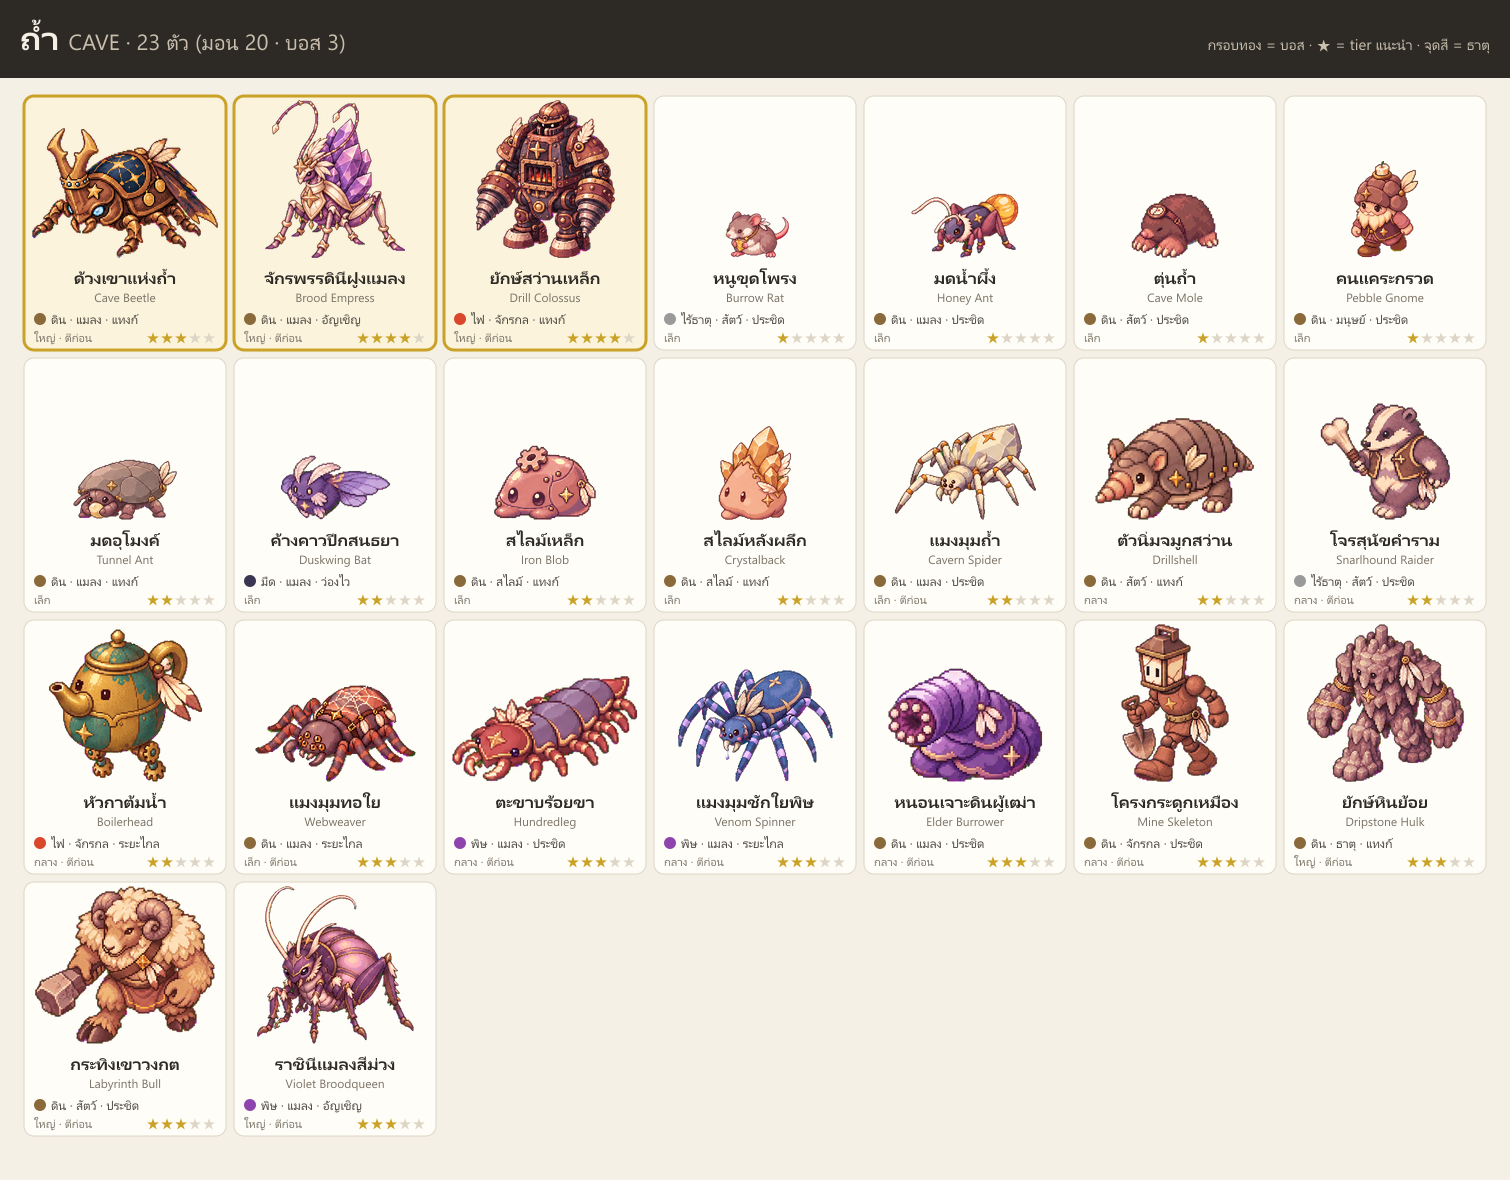 ถ้ำ CAVE · 23 ตัว (มอน 20 · บอส 3)
กรอบทอง = บอส · ★ = tier แนะนำ · จุดสี = ธาตุ
ด้วงเขาแห่งถ้ำ
Cave Beetle
ดิน · แมลง · แทงก์
ใหญ่ · ตีก่อน ★★★★★
จักรพรรดินีฝูงแมลง
Brood Empress
ดิน · แมลง · อัญเชิญ
ใหญ่ · ตีก่อน ★★★★★
ยักษ์สว่านเหล็ก
Drill Colossus
ไฟ · จักรกล · แทงก์
ใหญ่ · ตีก่อน ★★★★★
หนูขุดโพรง
Burrow Rat
ไร้ธาตุ · สัตว์ · ประชิด
เล็ก ★★★★★
มดน้ำผึ้ง
Honey Ant
ดิน · แมลง · ประชิด
เล็ก ★★★★★
ตุ่นถ้ำ
Cave Mole
ดิน · สัตว์ · ประชิด
เล็ก ★★★★★
คนแคระกรวด
Pebble Gnome
ดิน · มนุษย์ · ประชิด
เล็ก ★★★★★
มดอุโมงค์
Tunnel Ant
ดิน · แมลง · แทงก์
เล็ก ★★★★★
ค้างคาวปีกสนธยา
Duskwing Bat
มืด · แมลง · ว่องไว
เล็ก ★★★★★
สไลม์เหล็ก
Iron Blob
ดิน · สไลม์ · แทงก์
เล็ก ★★★★★
สไลม์หลังผลึก
Crystalback
ดิน · สไลม์ · แทงก์
เล็ก ★★★★★
แมงมุมถ้ำ
Cavern Spider
ดิน · แมลง · ประชิด
เล็ก · ตีก่อน ★★★★★
ตัวนิ่มจมูกสว่าน
Drillshell
ดิน · สัตว์ · แทงก์
กลาง ★★★★★
โจรสุนัขคำราม
Snarlhound Raider
ไร้ธาตุ · สัตว์ · ประชิด
กลาง · ตีก่อน ★★★★★
หัวกาต้มน้ำ
Boilerhead
ไฟ · จักรกล · ระยะไกล
กลาง · ตีก่อน ★★★★★
แมงมุมทอใย
Webweaver
ดิน · แมลง · ระยะไกล
เล็ก · ตีก่อน ★★★★★
ตะขาบร้อยขา
Hundredleg
พิษ · แมลง · ประชิด
กลาง · ตีก่อน ★★★★★
แมงมุมชักใยพิษ
Venom Spinner
พิษ · แมลง · ระยะไกล
กลาง · ตีก่อน ★★★★★
หนอนเจาะดินผู้เฒ่า
Elder Burrower
ดิน · แมลง · ประชิด
กลาง · ตีก่อน ★★★★★
โครงกระดูกเหมือง
Mine Skeleton
ดิน · จักรกล · ประชิด
กลาง · ตีก่อน ★★★★★
ยักษ์หินย้อย
Dripstone Hulk
ดิน · ธาตุ · แทงก์
ใหญ่ · ตีก่อน ★★★★★
กระทิงเขาวงกต
Labyrinth Bull
ดิน · สัตว์ · ประชิด
ใหญ่ · ตีก่อน ★★★★★
ราชินีแมลงสีม่วง
Violet Broodqueen
พิษ · แมลง · อัญเชิญ
ใหญ่ · ตีก่อน ★★★★★